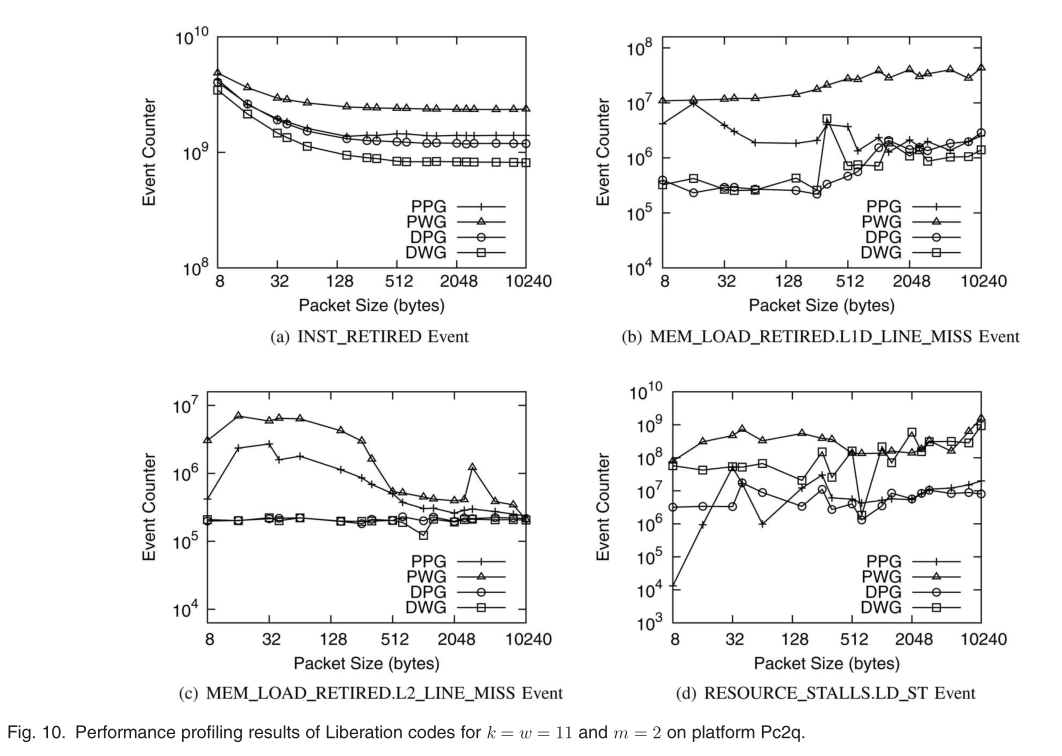 10^10
10^9
10^8
Event Counter
PPG
PWG
DPG
DWG
8 32 128 512 2048 10240
Packet Size (bytes)
(a) INST_RETIRED Event
10^8
10^7
10^6
10^5
10^4
Event Counter
PPG
PWG
DPG
DWG
8 32 128 512 2048 10240
Packet Size (bytes)
(b) MEM_LOAD_RETIRED.L1D_LINE_MISS Event
10^7
10^6
10^5
10^4
Event Counter
PPG
PWG
DPG
DWG
8 32 128 512 2048 10240
Packet Size (bytes)
(c) MEM_LOAD_RETIRED.L2_LINE_MISS Event
10^10
10^9
10^8
10^7
10^6
10^5
10^4
10^3
Event Counter
PPG
PWG
DPG
DWG
8 32 128 512 2048 10240
Packet Size (bytes)
(d) RESOURCE_STALLS.LD_ST Event
Fig. 10. Performance profiling results of Liberation codes for k = w = 11 and m = 2 on platform Pc2q.